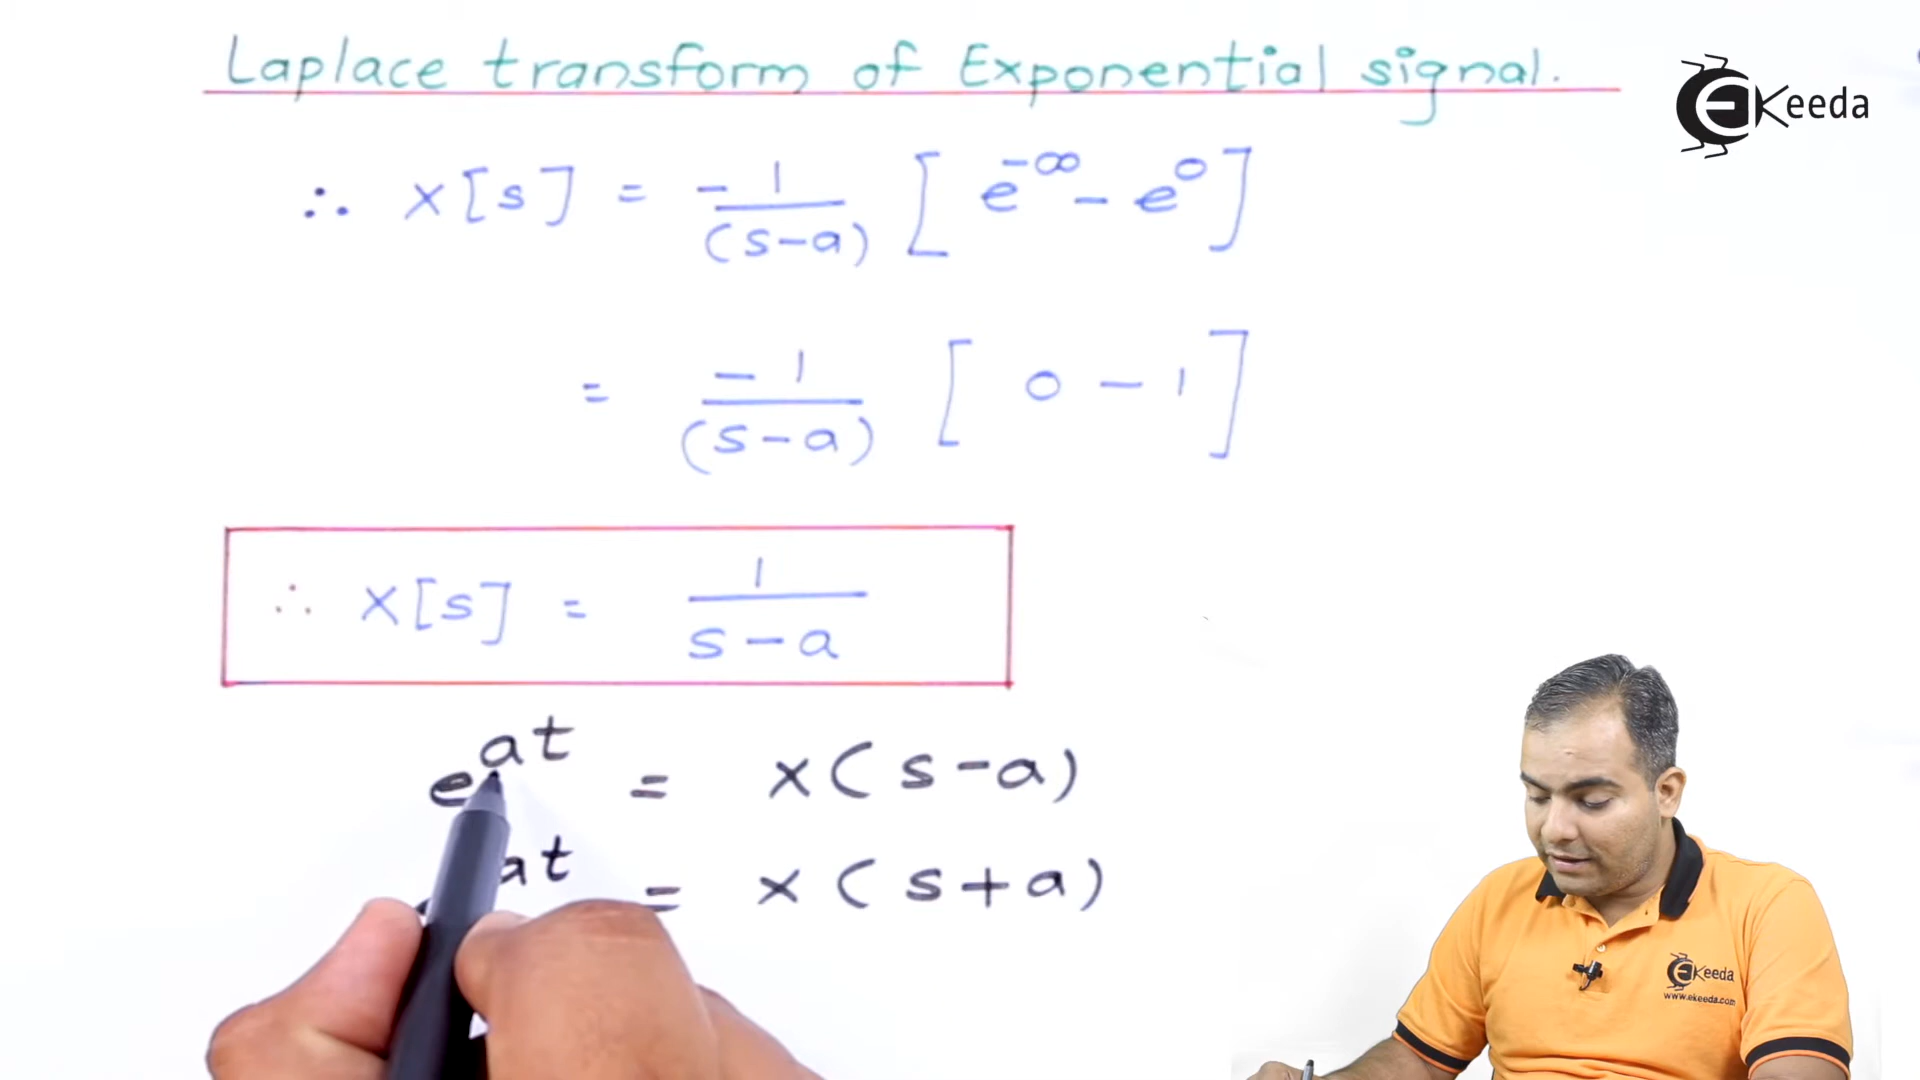 Laplace transform of Exponential signal.
EKeeda
∴ X[s] = -1/(s-a) [e^-∞ - e^0]
= -1/(s-a) [0 - 1]
∴ X[s] = 1/s-a
e^at = x(s-a)
at = x(s+a)
EKeeda
www.ekeeda.com